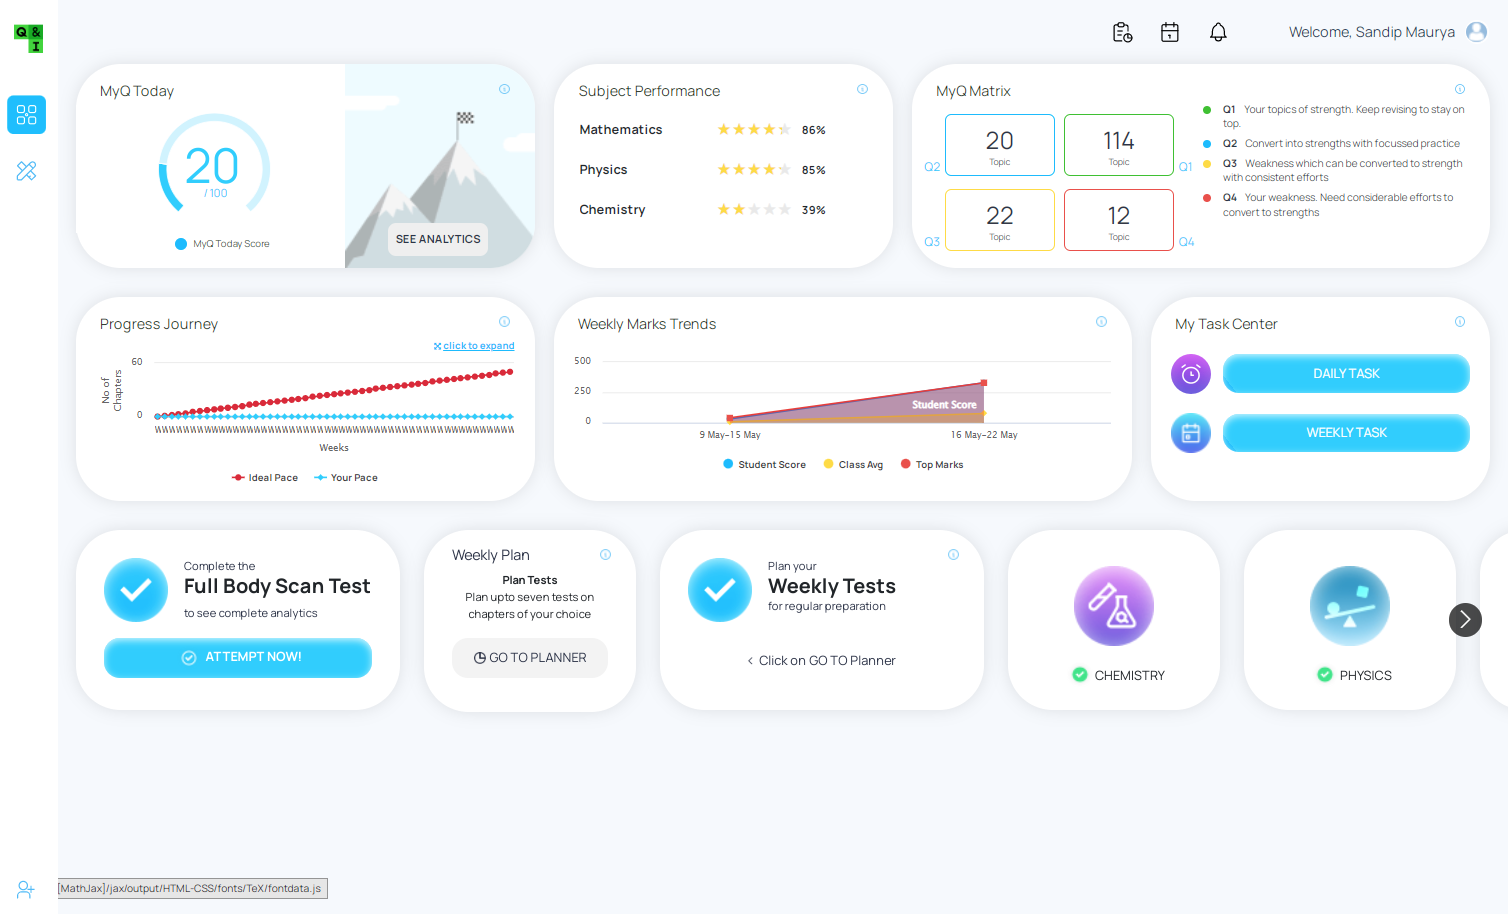 Q &
I
Welcome, Sandip Maurya
MyQ Today
20
/ 100
MyQ Today Score
SEE ANALYTICS
Subject Performance
Mathematics 86%
Physics 85%
Chemistry 39%
MyQ Matrix
Q2
20
Topic
114
Topic
Q1
Q3
22
Topic
12
Topic
Q4
Q1 Your topics of strength. Keep revising to stay on
top.
Q2 Convert into strengths with focussed practice
Q3 Weakness which can be converted to strength
with consistent efforts
Q4 Your weakness. Need considerable efforts to
convert to strengths
Progress Journey
click to expand
No of
Chapters
60
0
Weeks
Ideal Pace Your Pace
Weekly Marks Trends
500
250
0
Student Score
9 May–15 May 16 May–22 May
Student Score Class Avg Top Marks
My Task Center
DAILY TASK
WEEKLY TASK
Complete the
Full Body Scan Test
to see complete analytics
ATTEMPT NOW!
Weekly Plan
Plan Tests
Plan upto seven tests on
chapters of your choice
GO TO PLANNER
Plan your
Weekly Tests
for regular preparation
< Click on GO TO Planner
CHEMISTRY
PHYSICS
[MathJax]/jax/output/HTML-CSS/fonts/TeX/fontdata.js